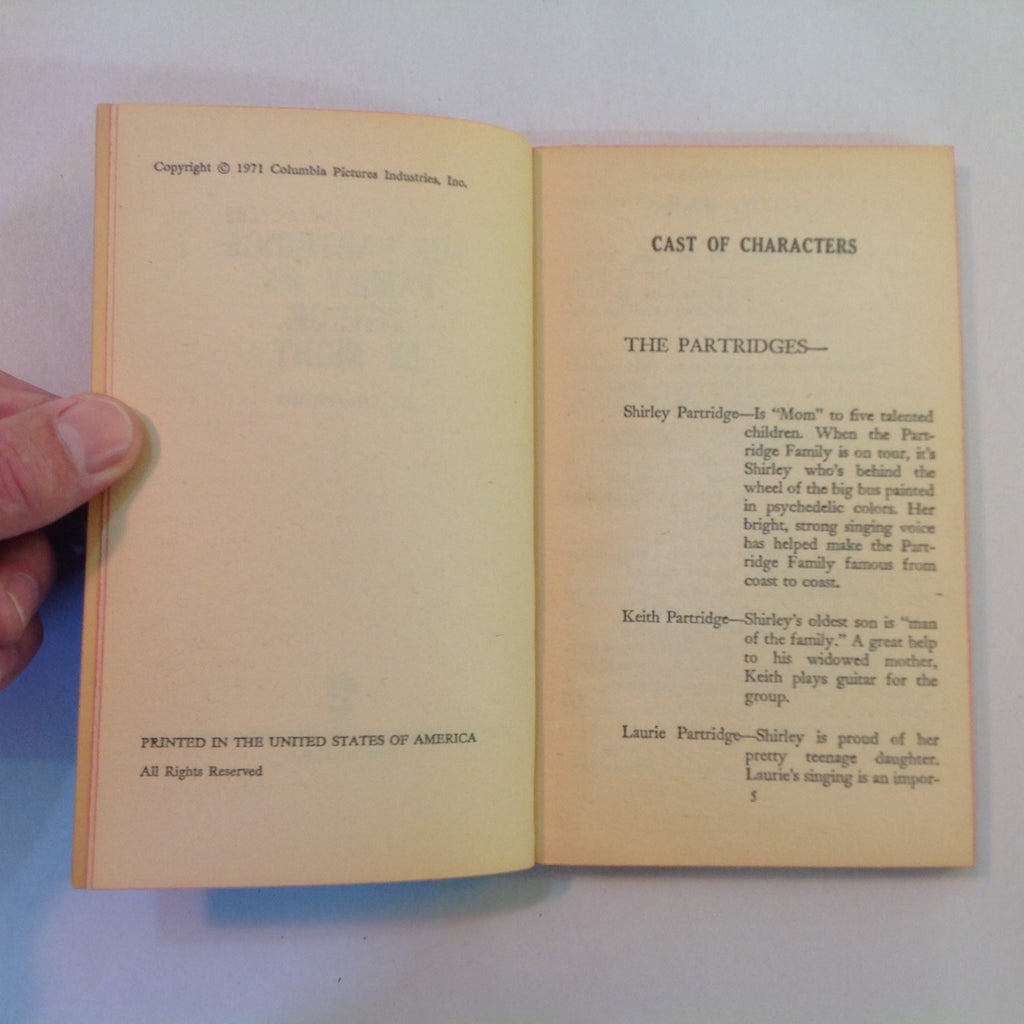 Copyright © 1971 Columbia Pictures Industries, Inc.
PRINTED IN THE UNITED STATES OF AMERICA
All Rights Reserved
CAST OF CHARACTERS
THE PARTRIDGES—
Shirley Partridge—Is “Mom” to five talented
children. When the Part-
ridge Family is on tour, it’s
Shirley who’s behind the
wheel of the big bus painted
in psychedelic colors. Her
bright, strong singing voice
has helped make the Part-
ridge Family famous from
coast to coast.
Keith Partridge—Shirley’s oldest son is “man
of the family.” A great help
to his widowed mother,
Keith plays guitar for the
group.
Laurie Partridge—Shirley is proud of her
pretty teenage daughter.
Laurie’s singing is an impor-
5